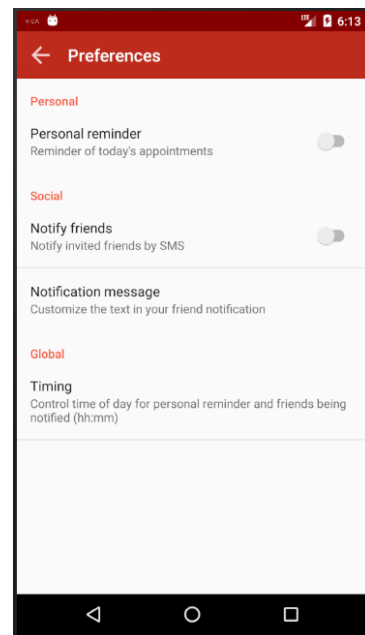 6:13
Preferences
Personal
Personal reminder
Reminder of today's appointments
Social
Notify friends
Notify invited friends by SMS
Notification message
Customize the text in your friend notification
Global
Timing
Control time of day for personal reminder and friends being
notified (hh:mm)